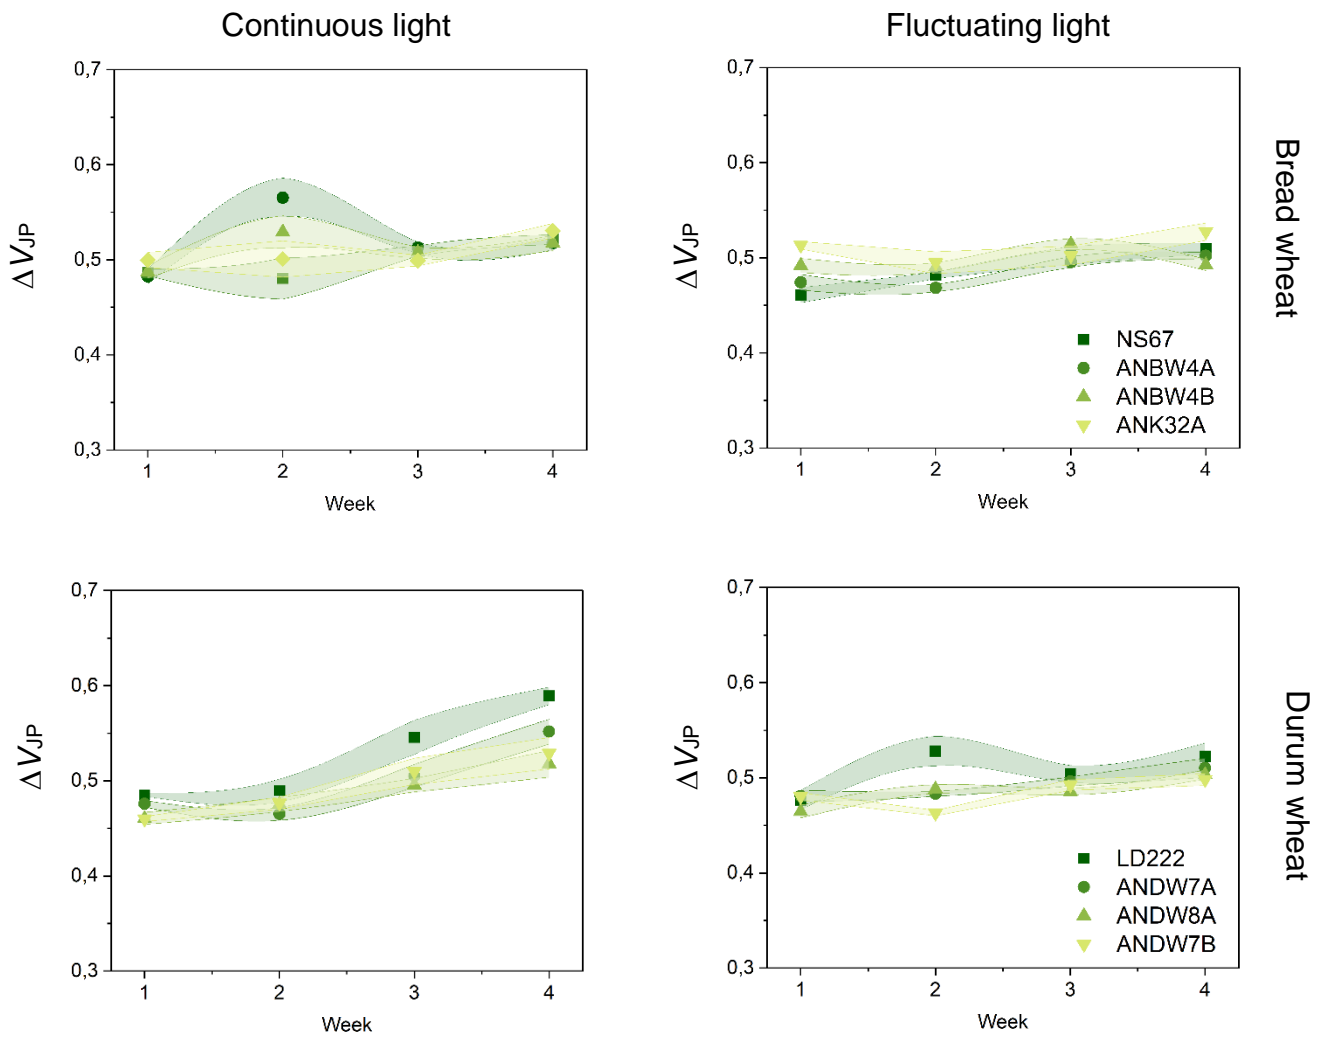 Continuous light
Fluctuating light
0,7
0,6
0,5
0,4
0,3
ΔVJP
1 2 3 4
Week
0,7
0,6
0,5
0,4
0,3
ΔVJP
1 2 3 4
Week
NS67
ANBW4A
ANBW4B
ANK32A
Bread wheat
0,7
0,6
0,5
0,4
0,3
ΔVJP
1 2 3 4
Week
0,7
0,6
0,5
0,4
0,3
ΔVJP
1 2 3 4
Week
LD222
ANDW7A
ANDW8A
ANDW7B
Durum wheat